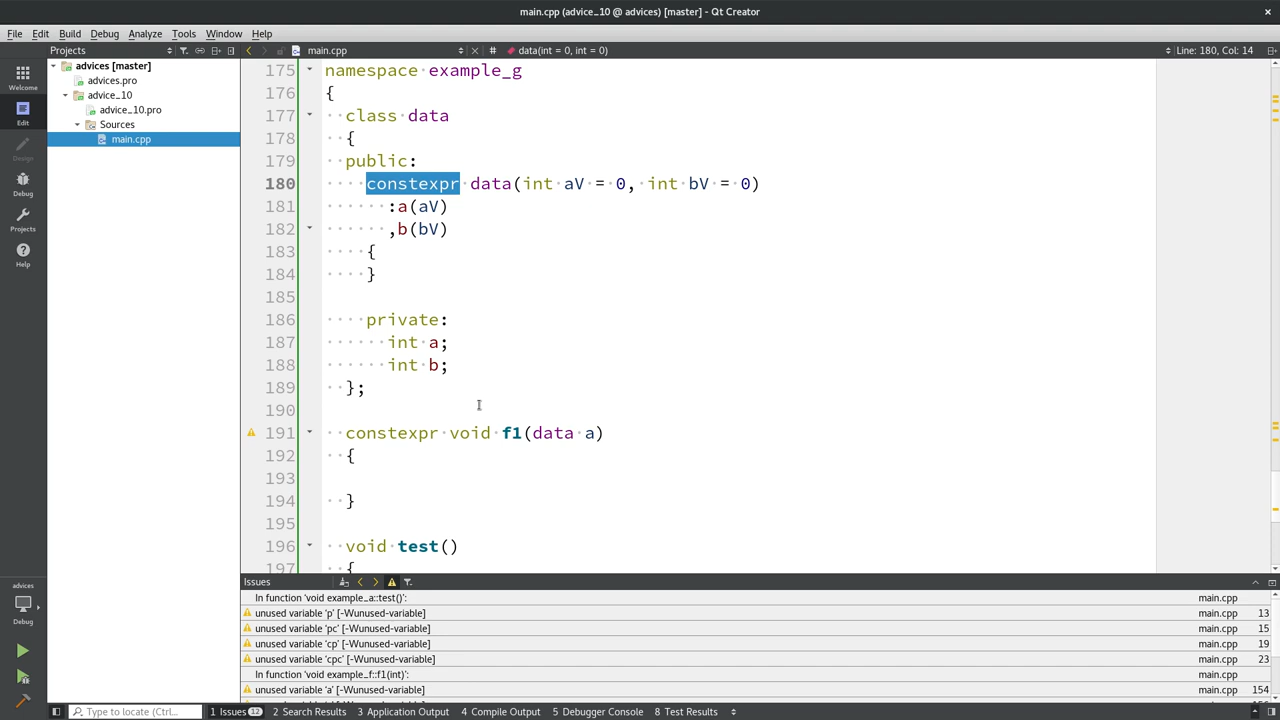 main.cpp (advice_10 @ advices) [master] - Qt Creator
File Edit Build Debug Analyze Tools Window Help
Projects main.cpp # data(int = 0, int = 0) Line: 180, Col: 14
advices [master]
advices.pro
advice_10
advice_10.pro
Sources
main.cpp
Welcome
Edit
Design
Debug
Projects
Help
advices
Debug
175 namespace example_g
176 {
177 class data
178 {
179 public:
180 constexpr data(int aV = 0, int bV = 0)
181 :a(aV)
182 ,b(bV)
183 {
184 }
185
186 private:
187 int a;
188 int b;
189 };
190
191 constexpr void f1(data a)
192 {
193
194 }
195
196 void test()
197 {
Issues
In function 'void example_a::test()': main.cpp
unused variable 'p' [-Wunused-variable] main.cpp 13
unused variable 'pc' [-Wunused-variable] main.cpp 15
unused variable 'cp' [-Wunused-variable] main.cpp 19
unused variable 'cpc' [-Wunused-variable] main.cpp 23
In function 'void example_f::f1(int)': main.cpp
unused variable 'a' [-Wunused-variable] main.cpp 154
Type to locate (Ctrl... 1 Issues 12 2 Search Results 3 Application Output 4 Compile Output 5 Debugger Console 8 Test Results